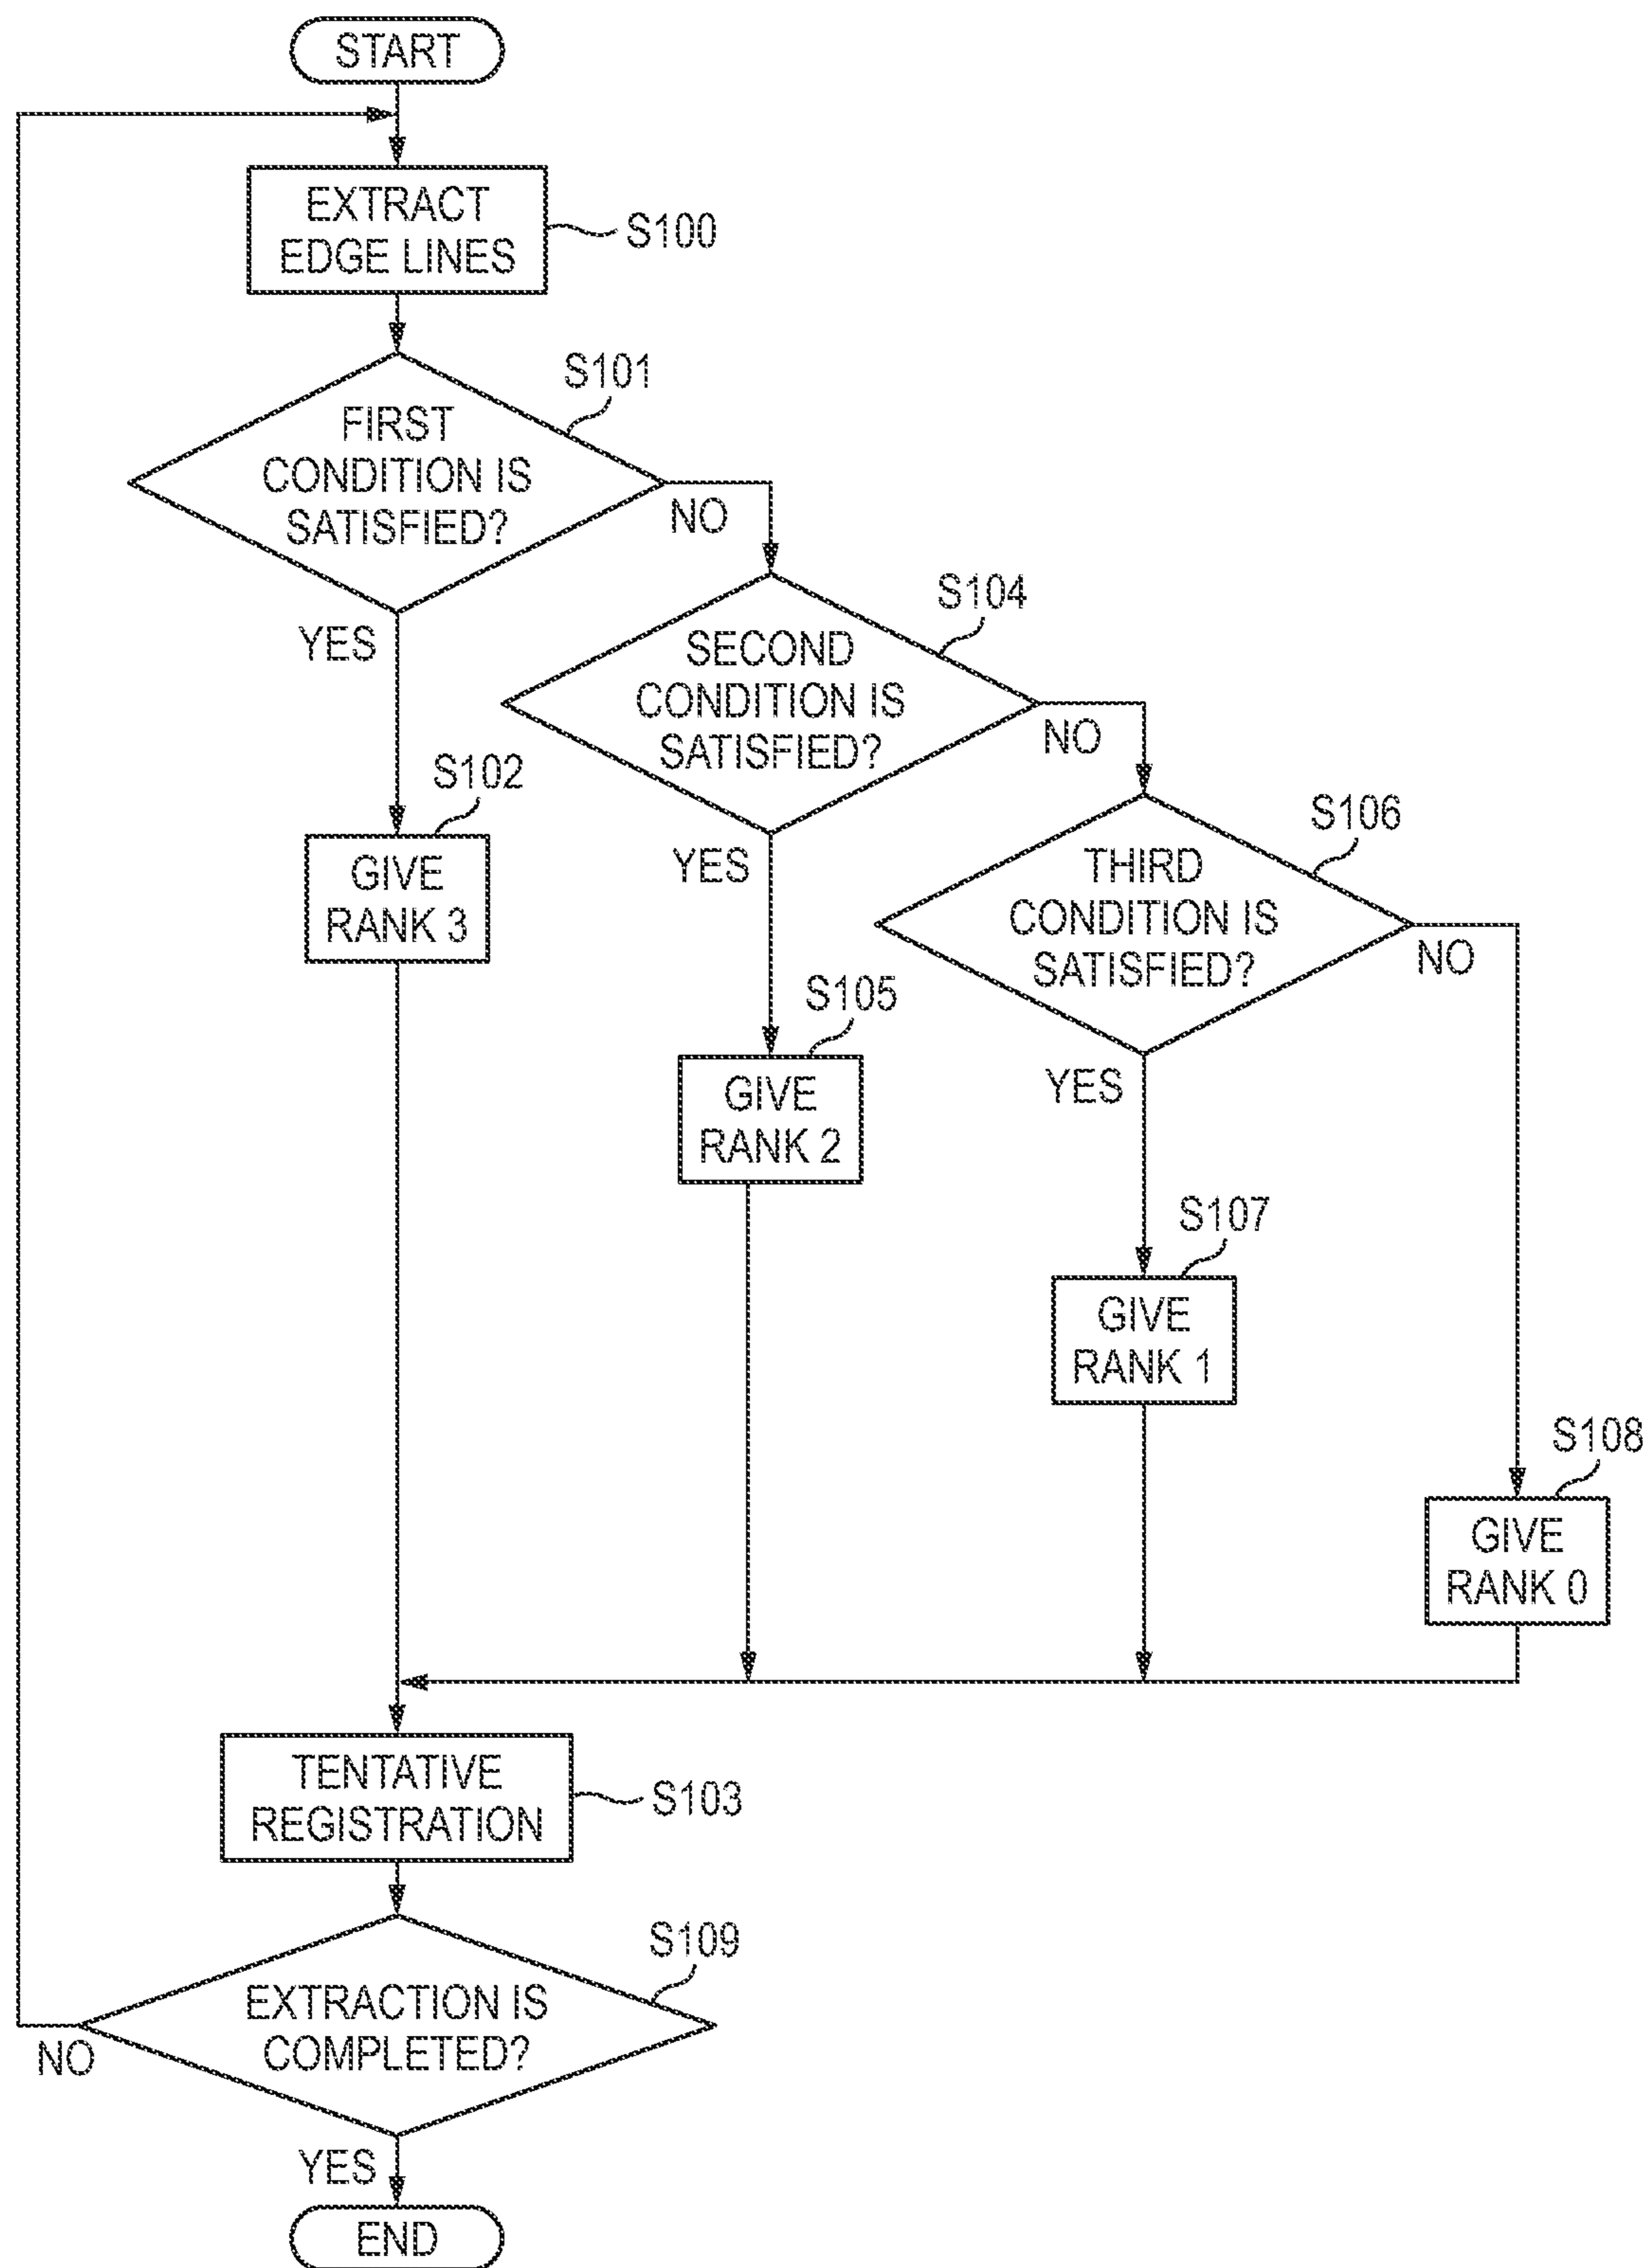 START
EXTRACT
EDGE LINES
S100
S101
FIRST
CONDITION IS
SATISFIED?
NO
YES
S104
SECOND
CONDITION IS
SATISFIED?
NO
YES
S102
GIVE
RANK 3
S106
THIRD
CONDITION IS
SATISFIED?
NO
YES
S105
GIVE
RANK 2
S107
GIVE
RANK 1
S108
GIVE
RANK 0
TENTATIVE
REGISTRATION
S103
S109
EXTRACTION IS
COMPLETED?
NO
YES
END